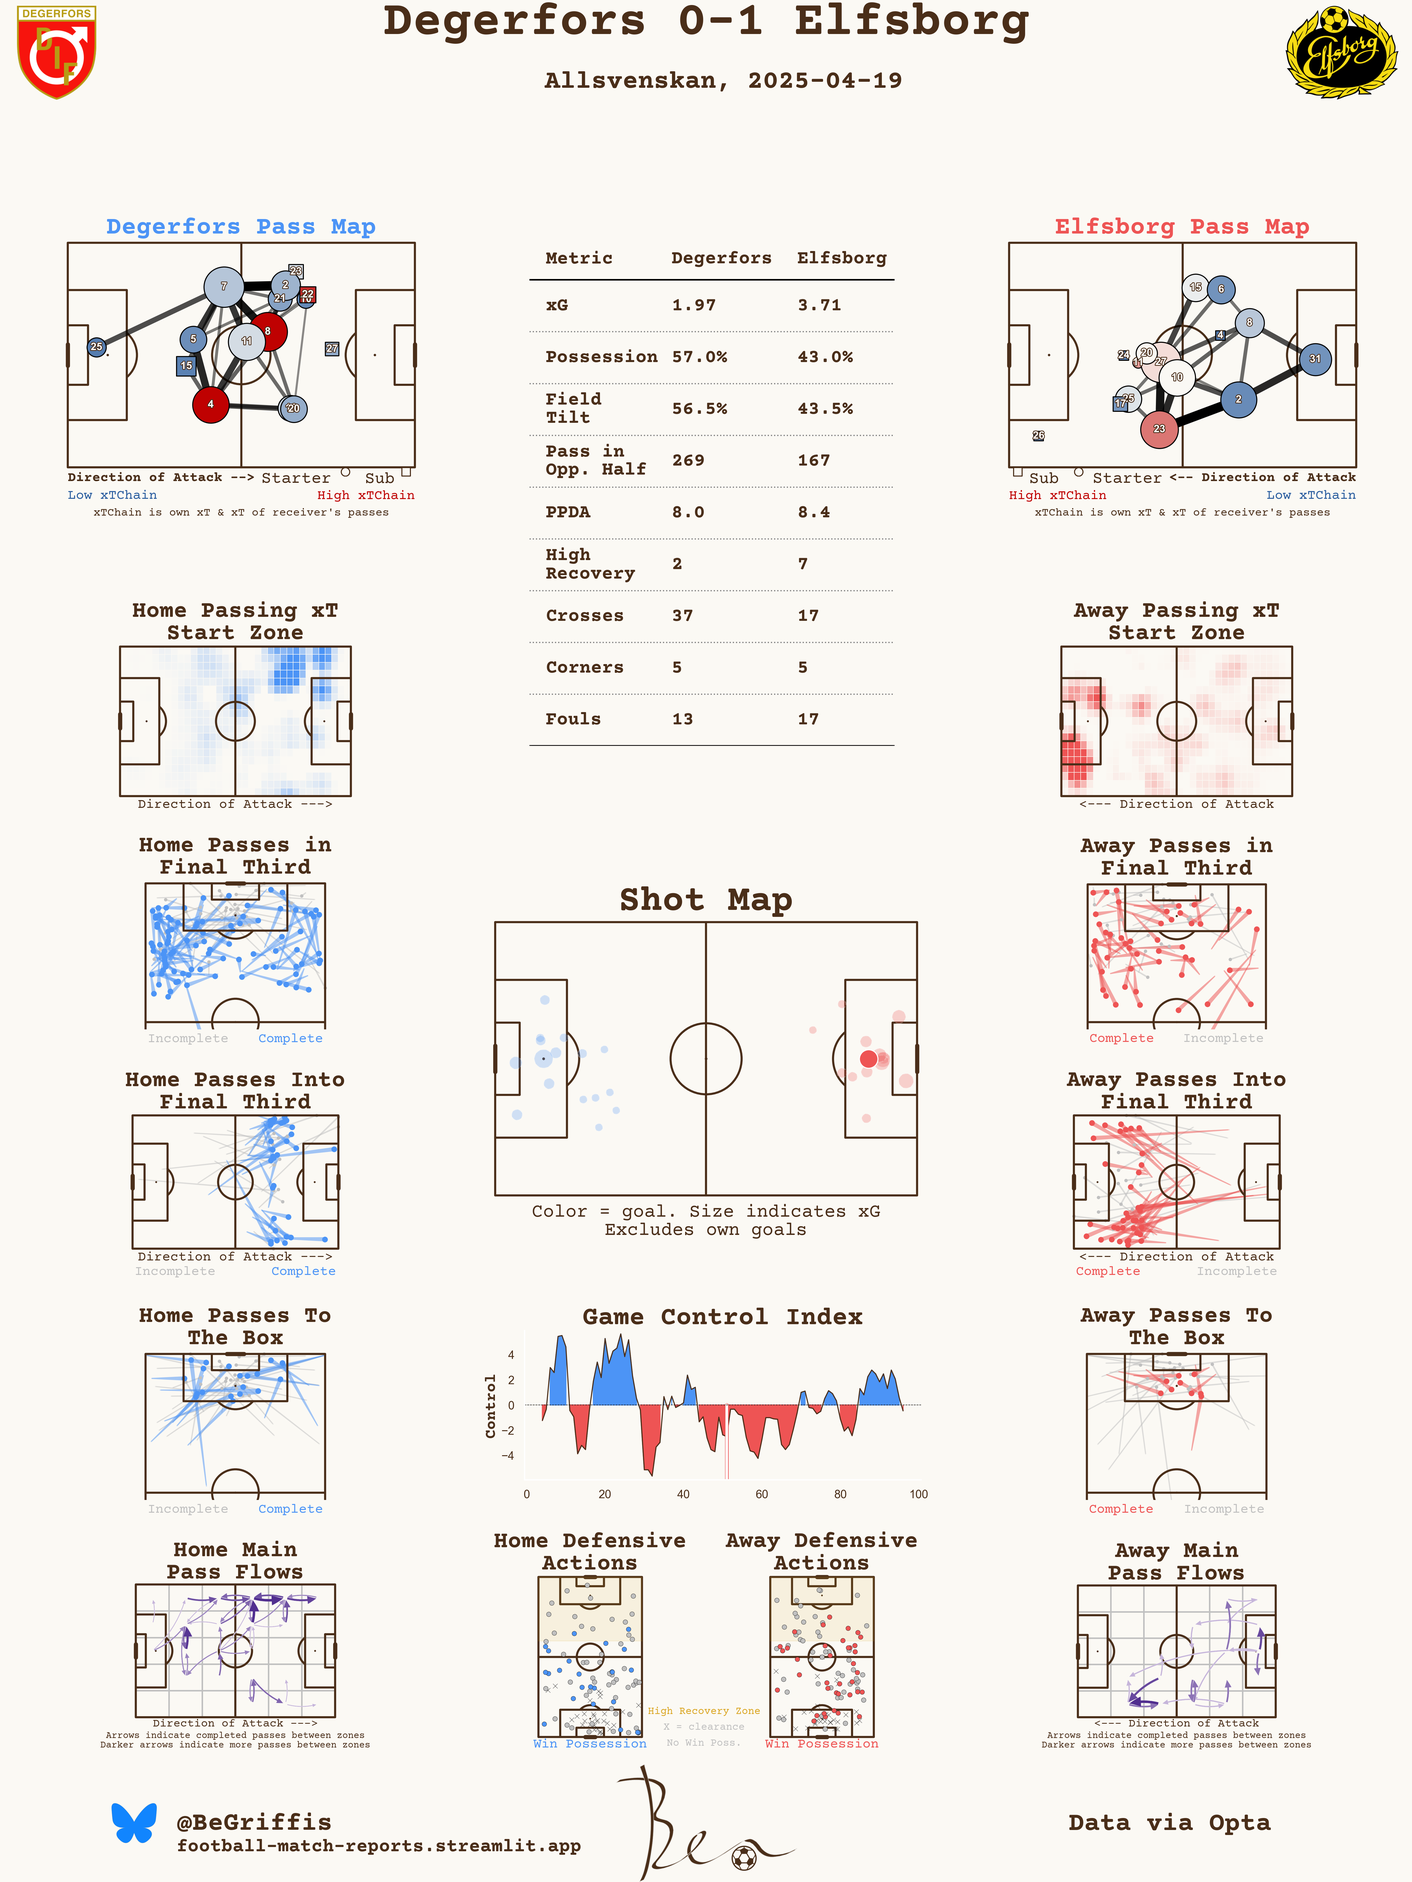 DEGERFORS
DIF
Elfsborg
Degerfors 0-1 Elfsborg
Allsvenskan, 2025-04-19
Degerfors Pass Map
7
2
23
21
22
8
5
11
25
15
27
4
20
Direction of Attack --> Starter Sub
Low xTChain High xTChain
xTChain is own xT & xT of receiver's passes
Metric Degerfors Elfsborg
xG 1.97 3.71
Possession 57.0% 43.0%
Field
Tilt 56.5% 43.5%
Pass in
Opp. Half 269 167
PPDA 8.0 8.4
High
Recovery 2 7
Crosses 37 17
Corners 5 5
Fouls 13 17
Elfsborg Pass Map
15
6
8
4
24
20
27
31
10
25
17
2
23
26
Sub Starter <-- Direction of Attack
High xTChain Low xTChain
xTChain is own xT & xT of receiver's passes
Home Passing xT
Start Zone
Direction of Attack --->
Away Passing xT
Start Zone
<--- Direction of Attack
Home Passes in
Final Third
Incomplete Complete
Away Passes in
Final Third
Complete Incomplete
Shot Map
Color = goal. Size indicates xG
Excludes own goals
Home Passes Into
Final Third
Direction of Attack --->
Incomplete Complete
Away Passes Into
Final Third
<--- Direction of Attack
Complete Incomplete
Home Passes To
The Box
Incomplete Complete
Game Control Index
Control
4
2
0
−2
−4
0 20 40 60 80 100
Away Passes To
The Box
Complete Incomplete
Home Main
Pass Flows
Direction of Attack --->
Arrows indicate completed passes between zones
Darker arrows indicate more passes between zones
Home Defensive
Actions
Win Possession
Away Defensive
Actions
Win Possession
High Recovery Zone
X = clearance
No Win Poss.
Away Main
Pass Flows
<--- Direction of Attack
Arrows indicate completed passes between zones
Darker arrows indicate more passes between zones
@BeGriffis
football-match-reports.streamlit.app
Ben
Data via Opta